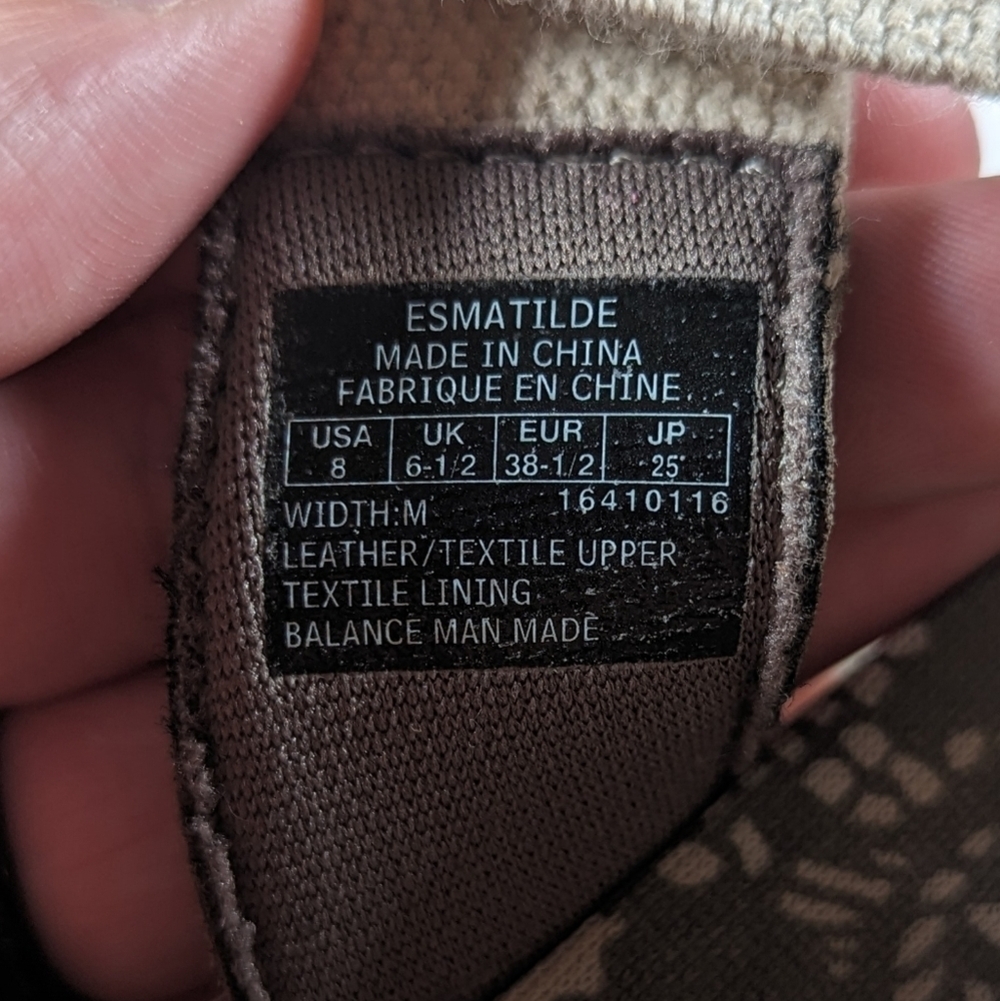 ESMATILDE
MADE IN CHINA
FABRIQUE EN CHINE
USA UK EUR JP
8 6-1/2 38-1/2 25
WIDTH:M 16410116
LEATHER/TEXTILE UPPER
TEXTILE LINING
BALANCE MAN MADE